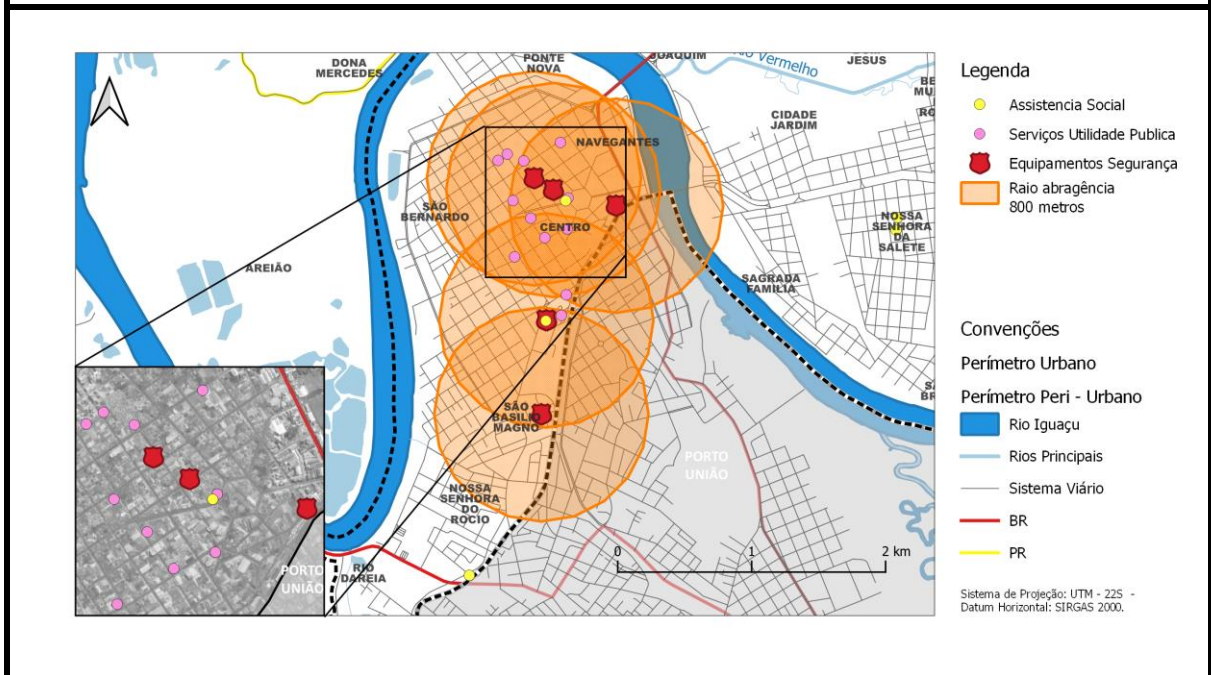 PONTE
NOVA
JOAQUIM
Rio Vermelho
JESUS
DONA
MERCEDES
CIDADE
JARDIM
NAVEGANTES
SÃO
BERNARDO
CENTRO
NOSSA
SENHORA
DA
SALETE
AREIÃO
SAGRADA
FAMILIA
SÃO
BASILIO
MAGNO
PORTO
UNIÃO
NOSSA
SENHORA
DO
ROCIO
RIO
DAREIA
0 1 2 km
PORTO
UNIÃO
Legenda
Assistencia Social
Serviços Utilidade Publica
Equipamentos Segurança
Raio abragência
800 metros
Convenções
Perímetro Urbano
Perímetro Peri - Urbano
Rio Iguaçu
Rios Principais
Sistema Viário
BR
PR
Sistema de Projeção: UTM - 22S -
Datum Horizontal: SIRGAS 2000.